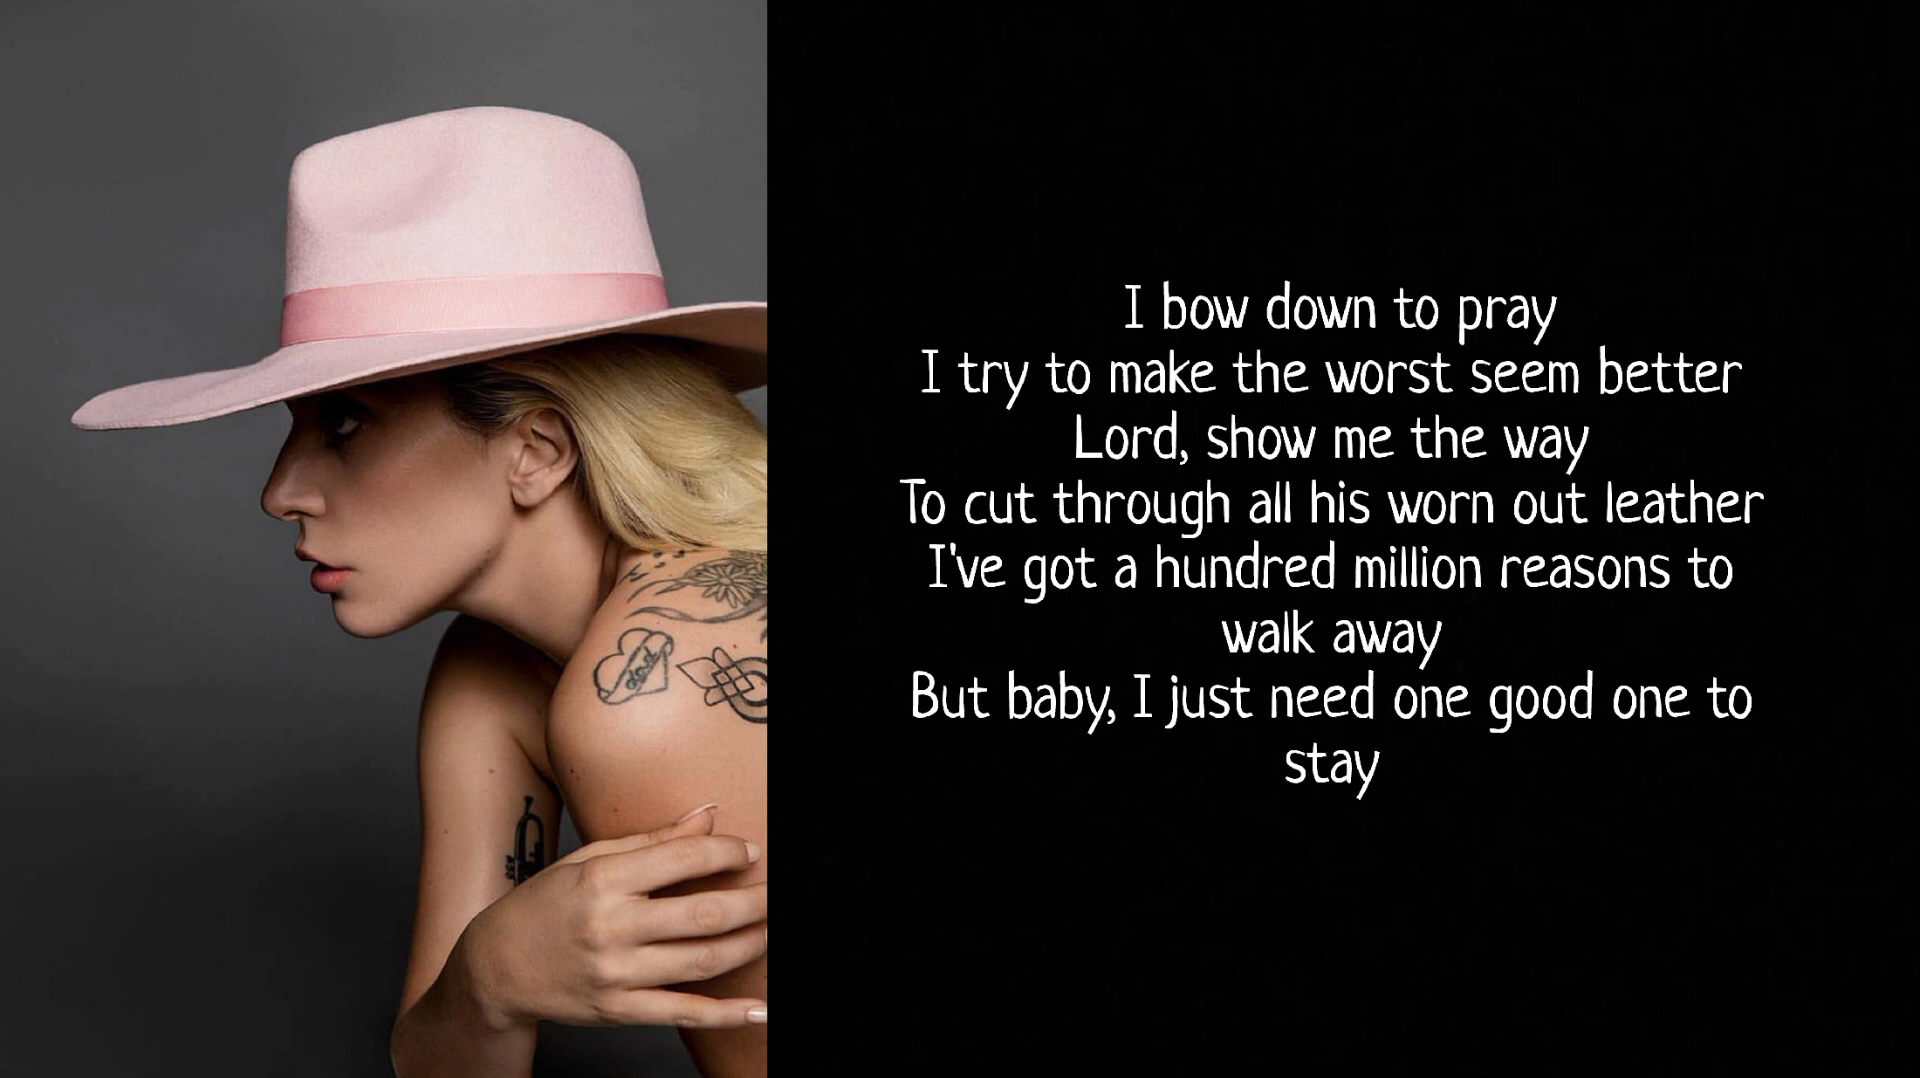 dad
I bow down to pray
I try to make the worst seem better
Lord, show me the way
To cut through all his worn out leather
I've got a hundred million reasons to
walk away
But baby, I just need one good one to
stay